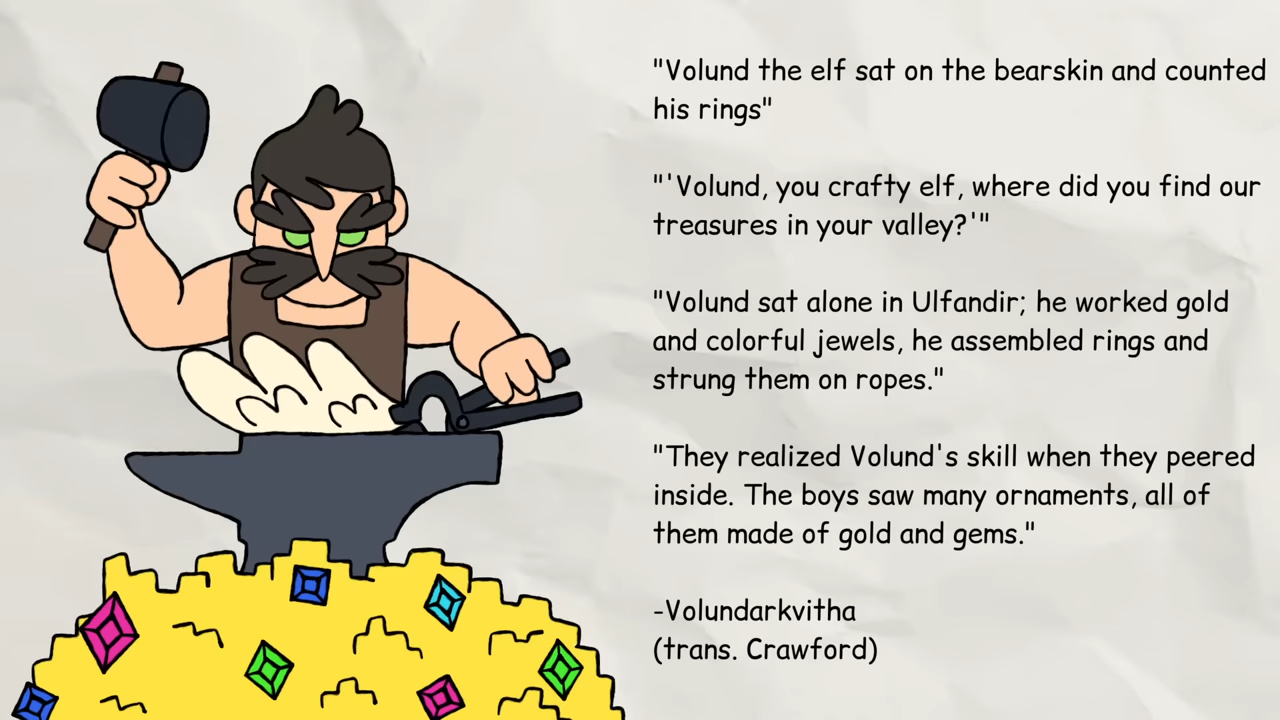 "Volund the elf sat on the bearskin and counted
his rings"
"'Volund, you crafty elf, where did you find our
treasures in your valley?'"
"Volund sat alone in Ulfandir; he worked gold
and colorful jewels, he assembled rings and
strung them on ropes."
"They realized Volund's skill when they peered
inside. The boys saw many ornaments, all of
them made of gold and gems."
-Volundarkvitha
(trans. Crawford)